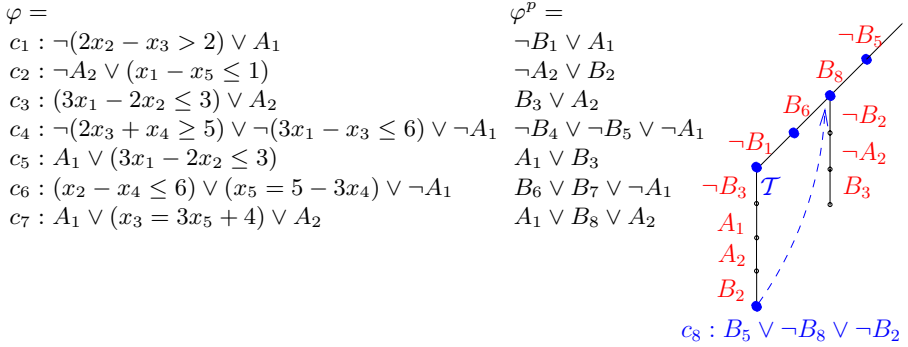 φ =
c₁ : ¬(2x₂ − x₃ > 2) ∨ A₁
c₂ : ¬A₂ ∨ (x₁ − x₅ ≤ 1)
c₃ : (3x₁ − 2x₂ ≤ 3) ∨ A₂
c₄ : ¬(2x₃ + x₄ ≥ 5) ∨ ¬(3x₁ − x₃ ≤ 6) ∨ ¬A₁
c₅ : A₁ ∨ (3x₁ − 2x₂ ≤ 3)
c₆ : (x₂ − x₄ ≤ 6) ∨ (x₅ = 5 − 3x₄) ∨ ¬A₁
c₇ : A₁ ∨ (x₃ = 3x₅ + 4) ∨ A₂
φᵖ =
¬B₁ ∨ A₁
¬A₂ ∨ B₂
B₃ ∨ A₂
¬B₄ ∨ ¬B₅ ∨ ¬A₁
A₁ ∨ B₃
B₆ ∨ B₇ ∨ ¬A₁
A₁ ∨ B₈ ∨ A₂
¬B₅
B₈
B₆
¬B₁
¬B₂
¬A₂
B₃
¬B₃
𝒯
A₁
A₂
B₂
c₈ : B₅ ∨ ¬B₈ ∨ ¬B₂